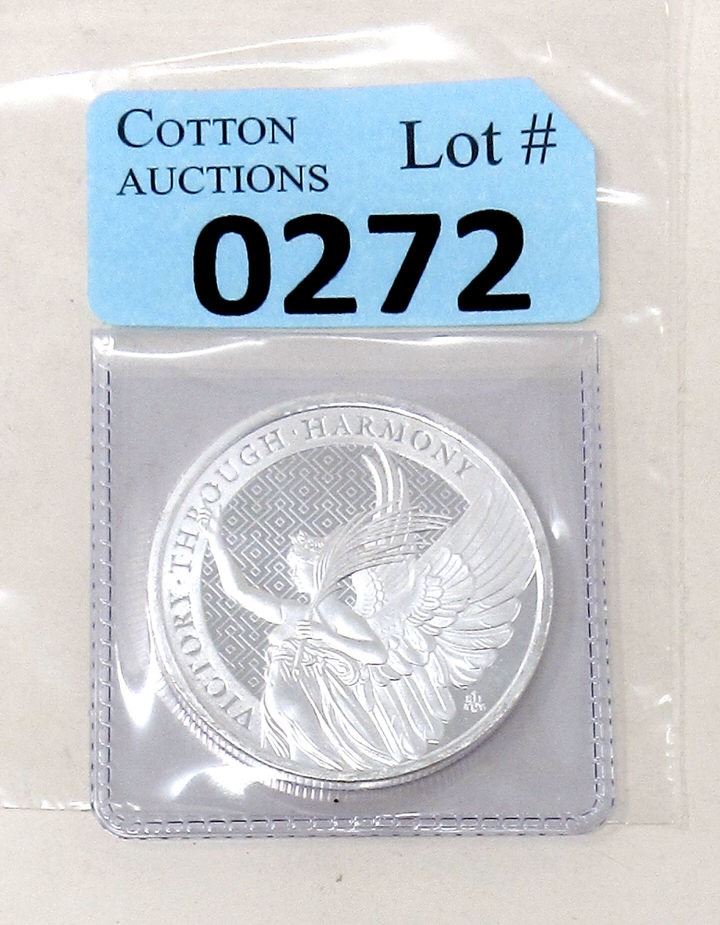 COTTON
AUCTIONS
Lot #
0272
VICTORY · THROUGH · HARMONY